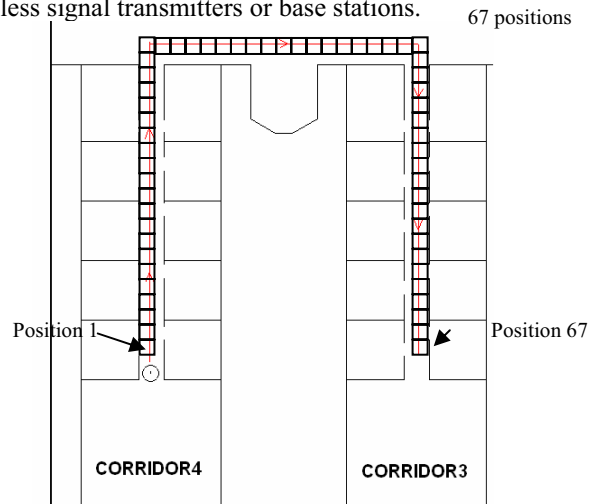 less signal transmitters or base stations.
67 positions
Position 1
Position 67
CORRIDOR4
CORRIDOR3